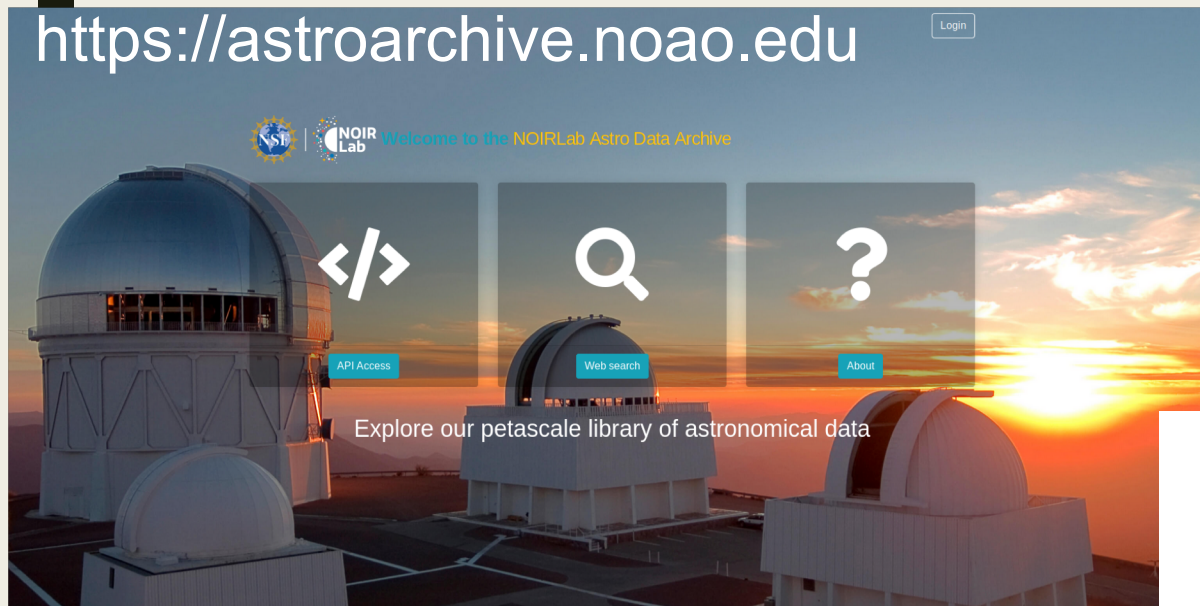 https://astroarchive.noao.edu
Login
NSF
NOIR
Lab
Welcome to the NOIRLab Astro Data Archive
</>
?
API Access
Web search
About
Explore our petascale library of astronomical data